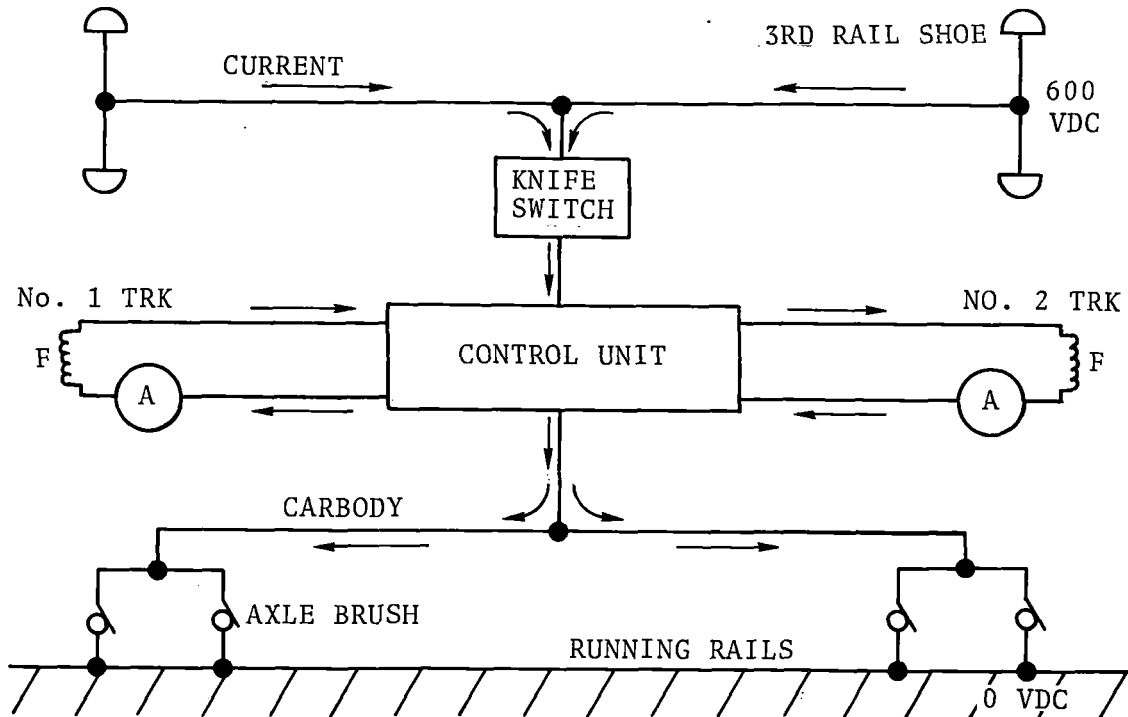 3RD RAIL SHOE
CURRENT
600
VDC
KNIFE
SWITCH
No. 1 TRK
NO. 2 TRK
F
A
CONTROL UNIT
A
F
CARBODY
AXLE BRUSH
RUNNING RAILS
0 VDC